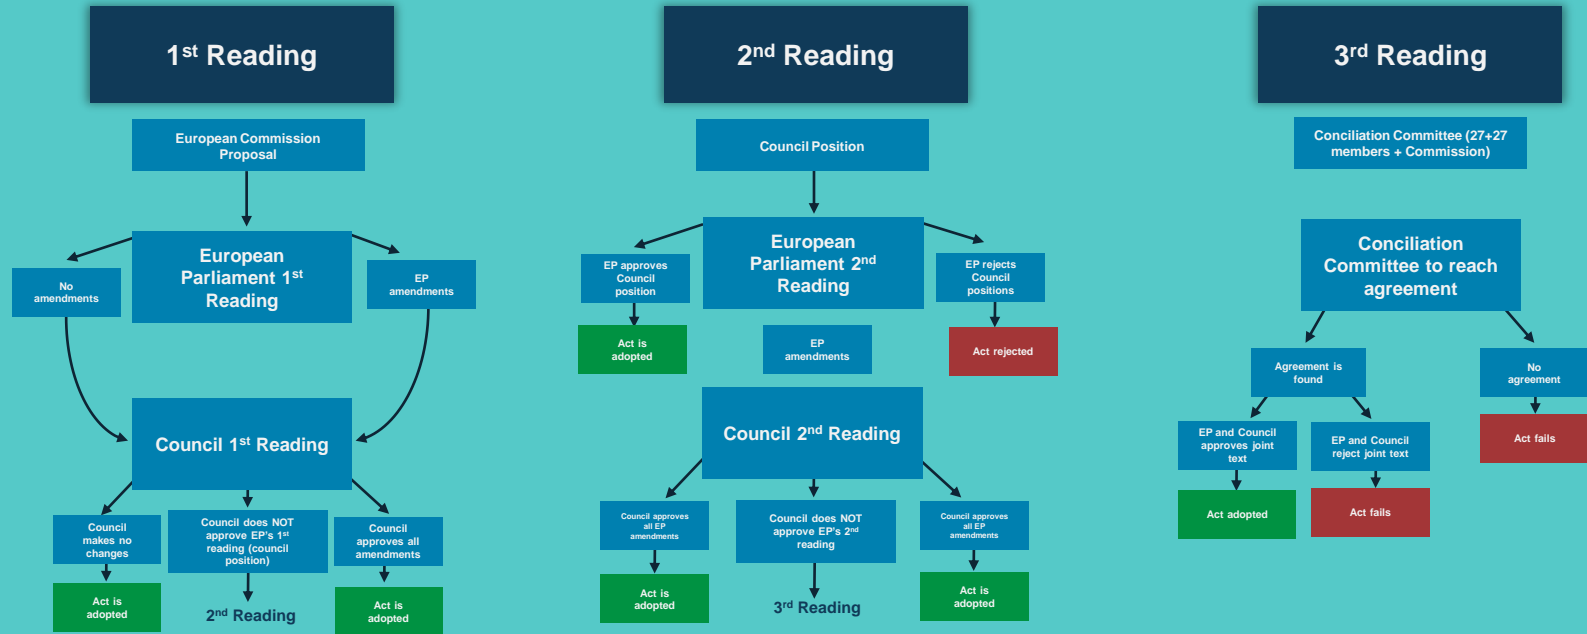 1st Reading
European Commission
Proposal
European
Parliament 1st
Reading
No
amendments
EP
amendments
Council 1st Reading
Council
makes no
changes
Council does NOT
approve EP's 1st
reading (council
position)
Council
approves all
amendments
Act is
adopted
2nd Reading
Act is
adopted
2nd Reading
Council Position
European
Parliament 2nd
Reading
EP approves
Council
position
EP rejects
Council
positions
Act is
adopted
EP
amendments
Act rejected
Council 2nd Reading
Council approves
all EP
amendments
Council does NOT
approve EP's 2nd
reading
Council approves
all EP
amendments
Act is
adopted
3rd Reading
Act is
adopted
3rd Reading
Conciliation Committee (27+27
members + Commission)
Conciliation
Committee to reach
agreement
Agreement is
found
No
agreement
EP and Council
approves joint
text
EP and Council
reject joint text
Act fails
Act adopted
Act fails